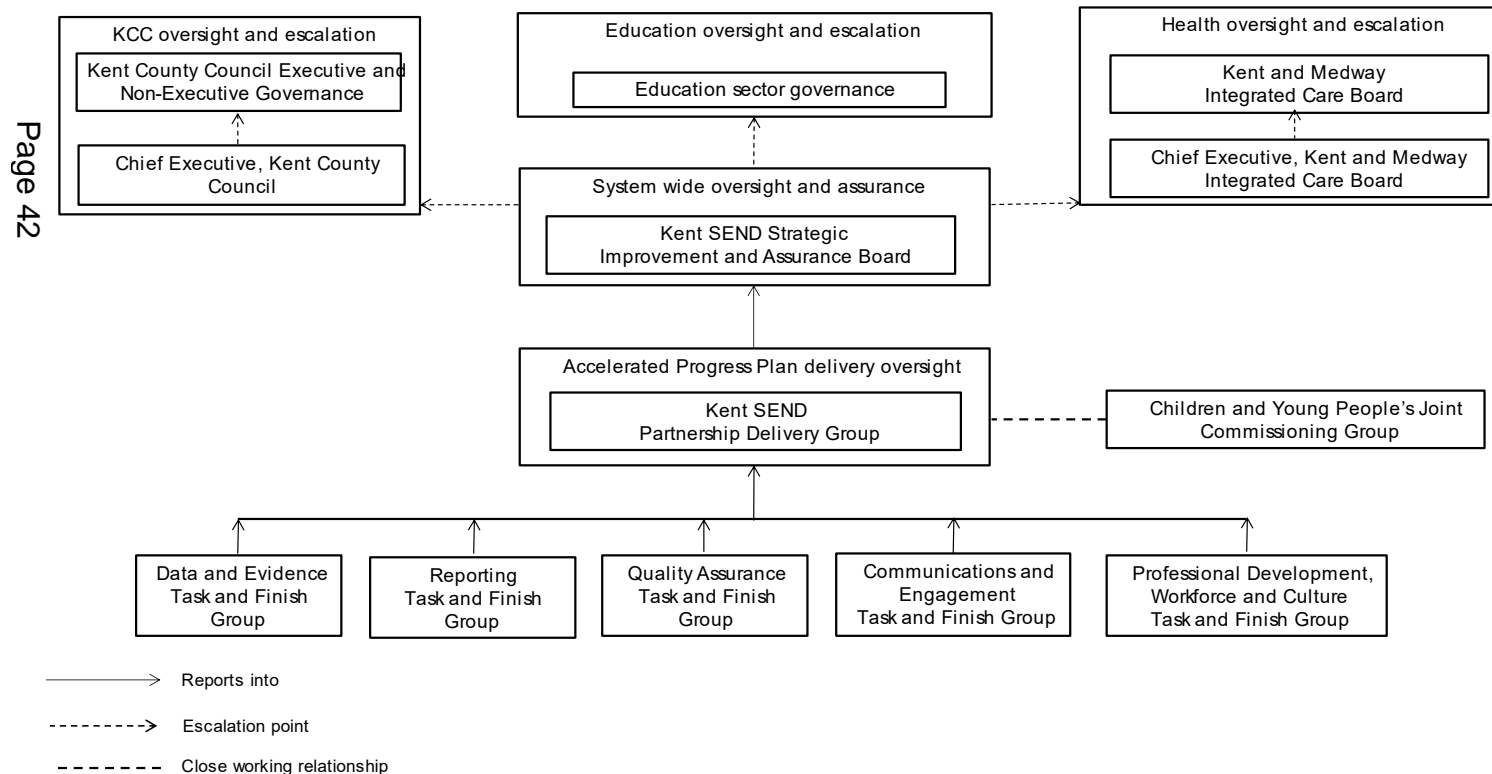 KCC oversight and escalation
Kent County Council Executive and
Non-Executive Governance
Chief Executive, Kent County
Council
Education oversight and escalation
Education sector governance
Health oversight and escalation
Kent and Medway
Integrated Care Board
Chief Executive, Kent and Medway
Integrated Care Board
Page 42
System wide oversight and assurance
Kent SEND Strategic
Improvement and Assurance Board
Accelerated Progress Plan delivery oversight
Kent SEND
Partnership Delivery Group
Children and Young People's Joint
Commissioning Group
Data and Evidence
Task and Finish
Group
Reporting
Task and Finish
Group
Quality Assurance
Task and Finish
Group
Communications and
Engagement
Task and Finish Group
Professional Development,
Workforce and Culture
Task and Finish Group
Reports into
Escalation point
Close working relationship